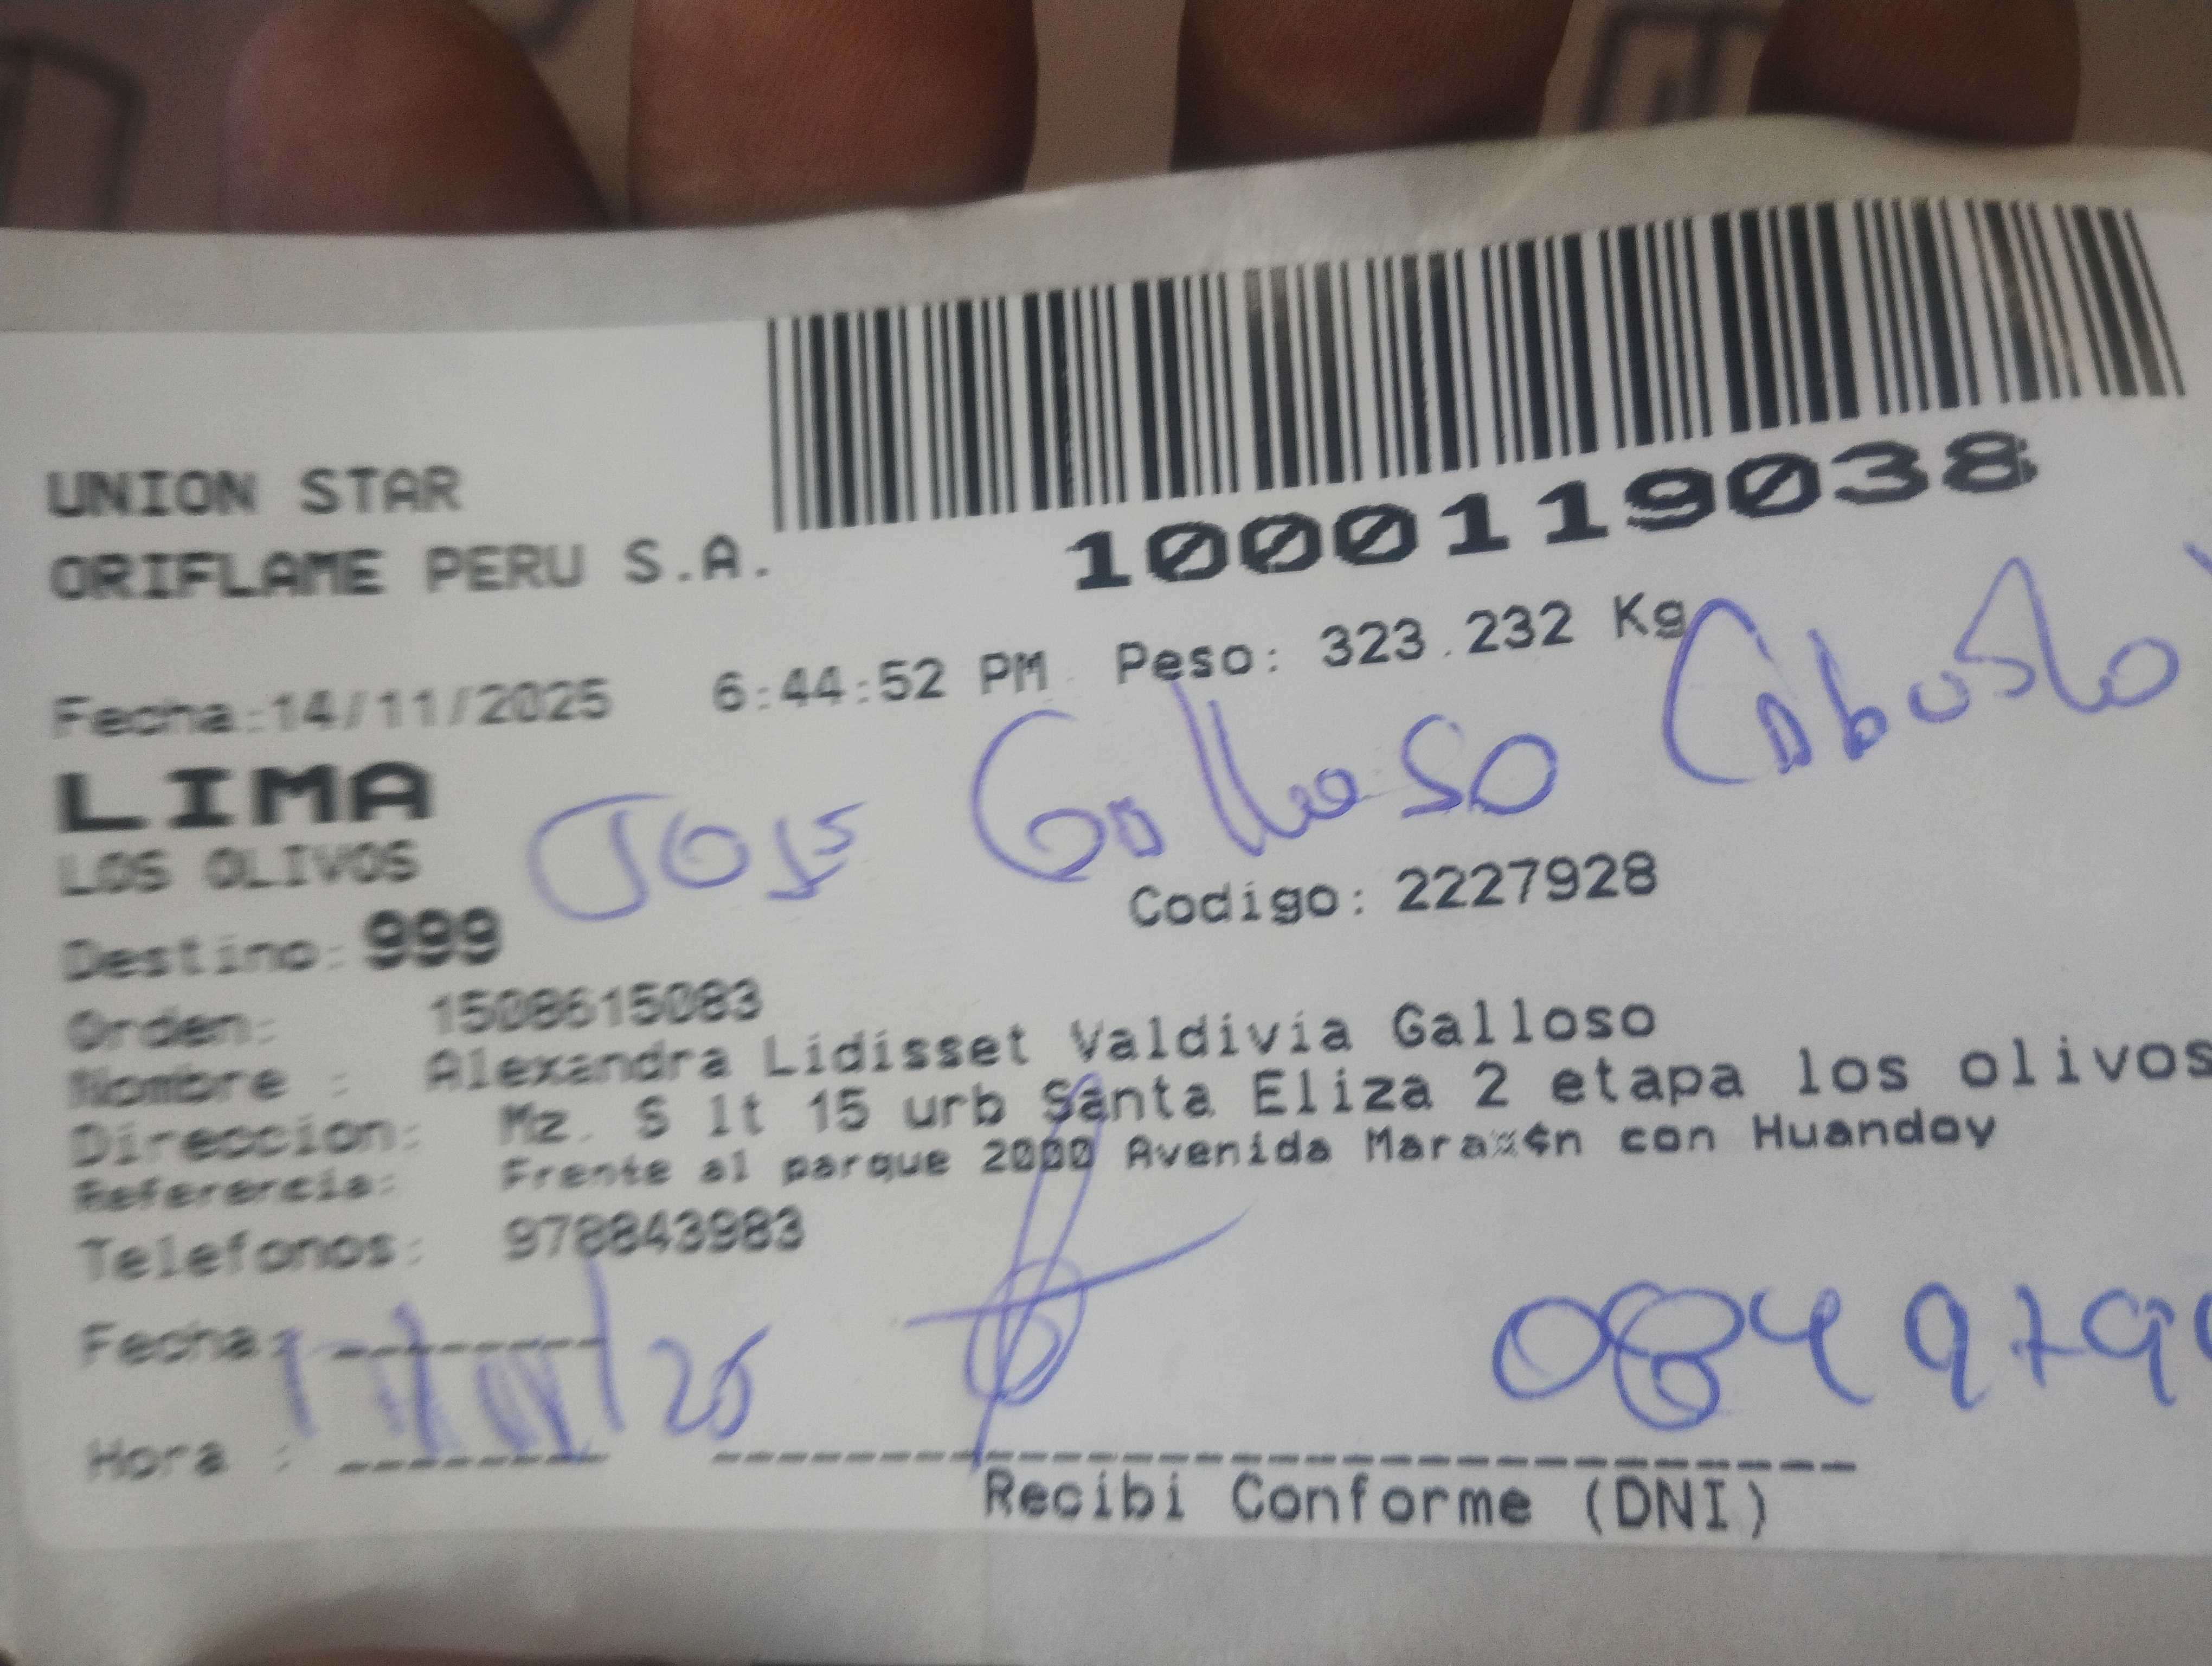 1000119038
UNION STAR
ORIFLAME PERU S.A.
Fecha:14/11/2025 6:44:52 PM Peso: 323.232 Kg
LIMA
Jose Galloso
LOS OLIVOS
Destino: 999 Codigo: 2227928
Orden: 1508615083
Nombre : Alexandra Lidisset Valdivia Galloso
Direccion: Mz. S lt 15 urb Santa Eliza 2 etapa los olivos
Referencia: Frente al parque 2000 Avenida Mara¤¢n con Huandoy
Telefonos: 978843983
Fecha:
Hora :
Recibi Conforme (DNI)